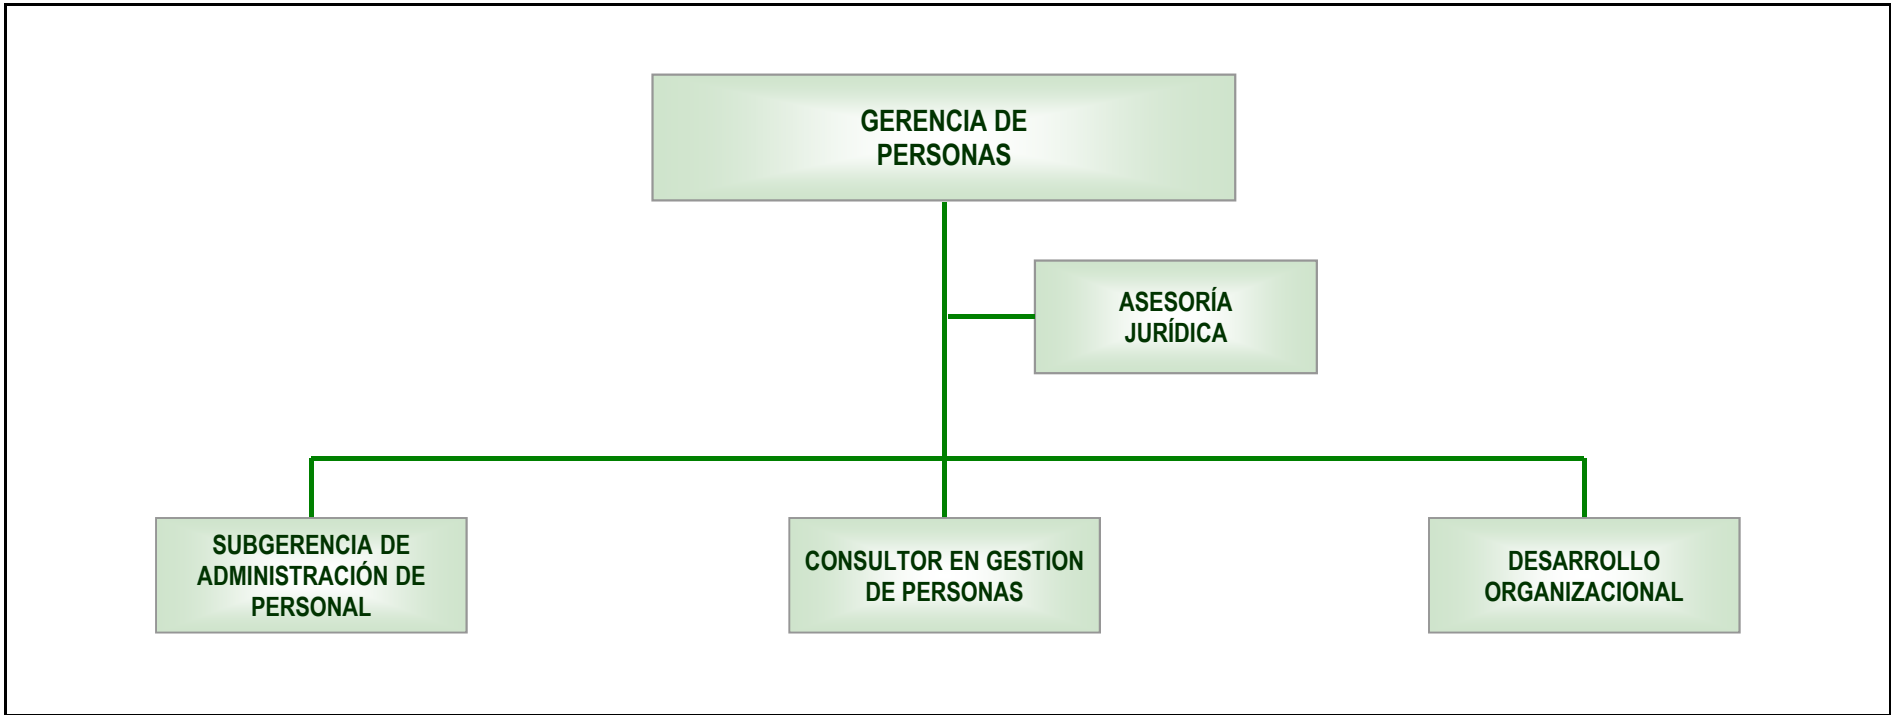 GERENCIA DE
PERSONAS
ASESORÍA
JURÍDICA
SUBGERENCIA DE
ADMINISTRACIÓN DE
PERSONAL
CONSULTOR EN GESTION
DE PERSONAS
DESARROLLO
ORGANIZACIONAL